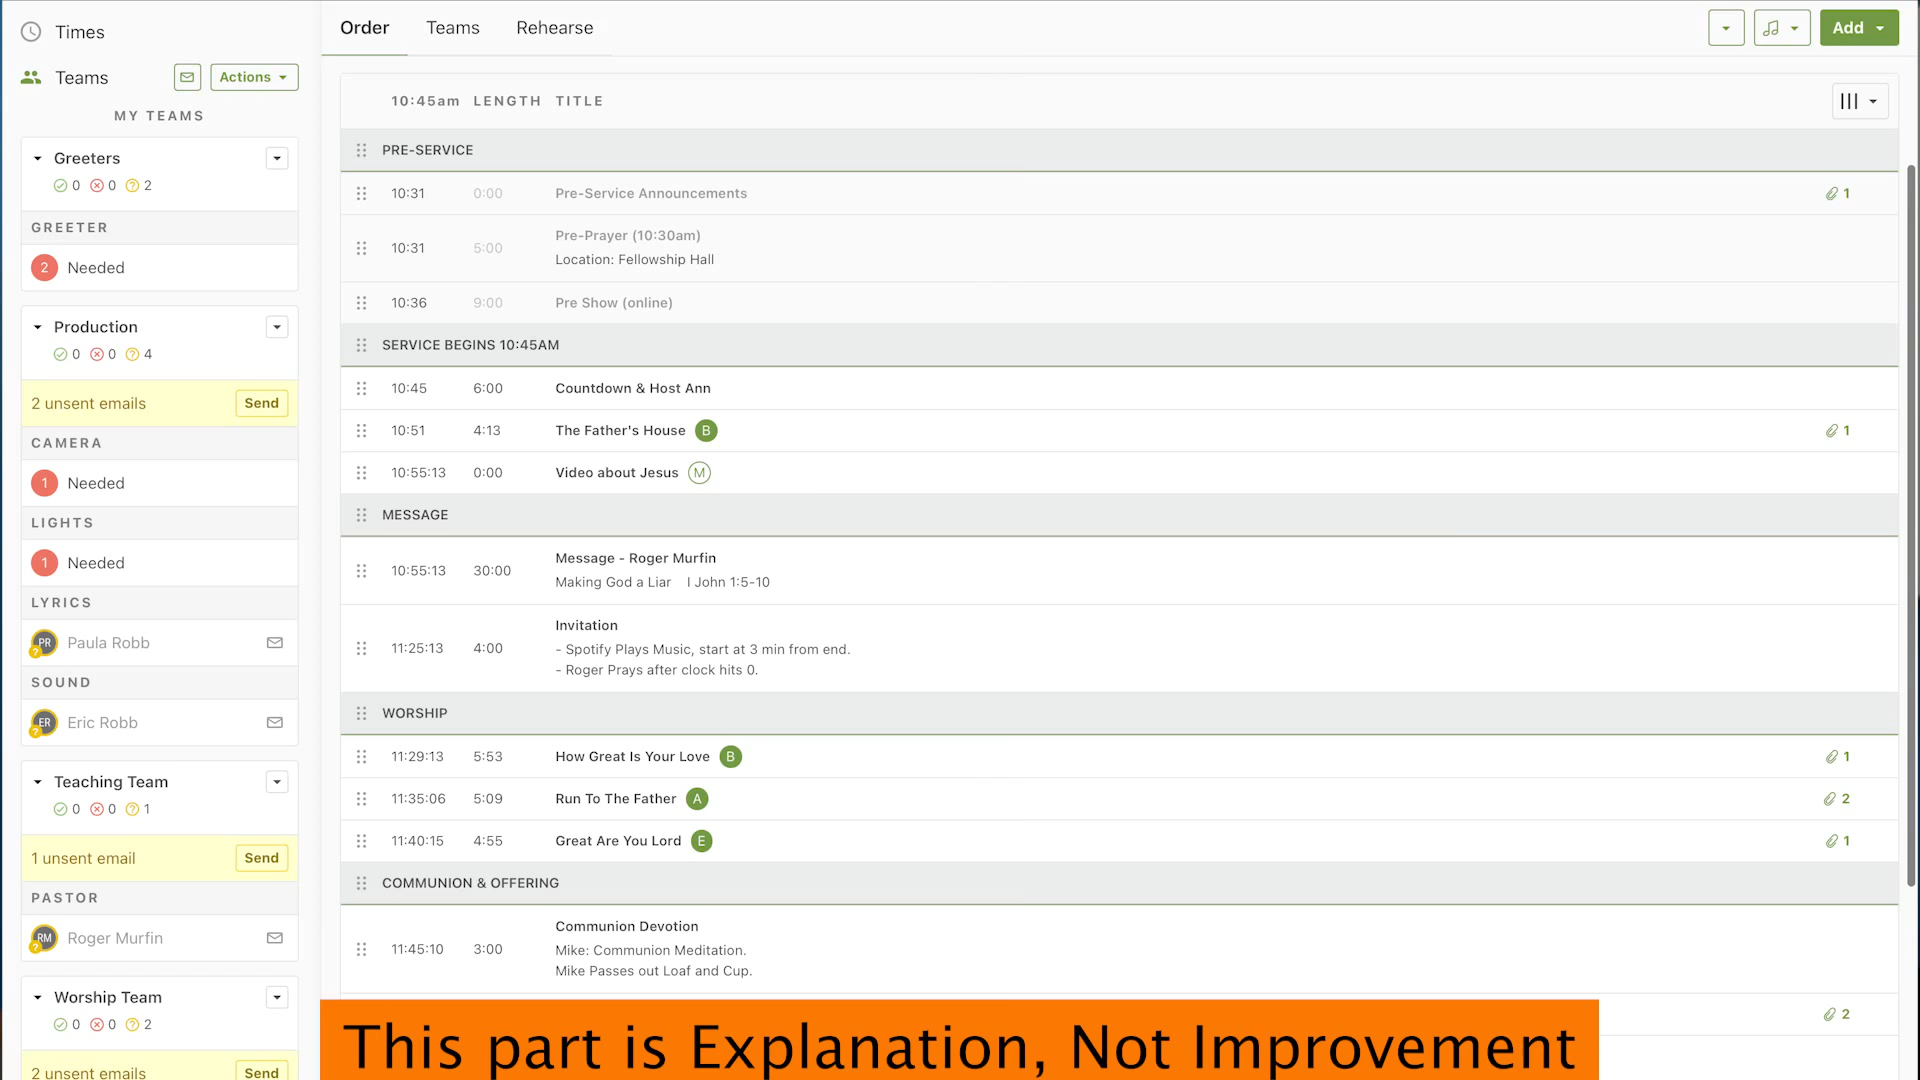 Times
Teams
Actions
MY TEAMS
Greeters
0 0 2
GREETER
2 Needed
Production
0 0 ? 4
2 unsent emails Send
CAMERA
1 Needed
LIGHTS
1 Needed
LYRICS
PR ? Paula Robb
SOUND
ER ? Eric Robb
Teaching Team
0 0 ? 1
1 unsent email Send
PASTOR
RM ? Roger Murfin
Worship Team
0 0 ? 2
2 unsent emails Send
Order Teams Rehearse
Add
10:45am LENGTH TITLE
PRE-SERVICE
10:31 0:00 Pre-Service Announcements 1
10:31 5:00 Pre-Prayer (10:30am)
Location: Fellowship Hall
10:36 9:00 Pre Show (online)
SERVICE BEGINS 10:45AM
10:45 6:00 Countdown & Host Ann
10:51 4:13 The Father's House B 1
10:55:13 0:00 Video about Jesus M
MESSAGE
10:55:13 30:00 Message - Roger Murfin
Making God a Liar I John 1:5-10
11:25:13 4:00 Invitation
- Spotify Plays Music, start at 3 min from end.
- Roger Prays after clock hits 0.
WORSHIP
11:29:13 5:53 How Great Is Your Love B 1
11:35:06 5:09 Run To The Father A 2
11:40:15 4:55 Great Are You Lord E 1
COMMUNION & OFFERING
11:45:10 3:00 Communion Devotion
Mike: Communion Meditation.
Mike Passes out Loaf and Cup.
2
This part is Explanation, Not Improvement